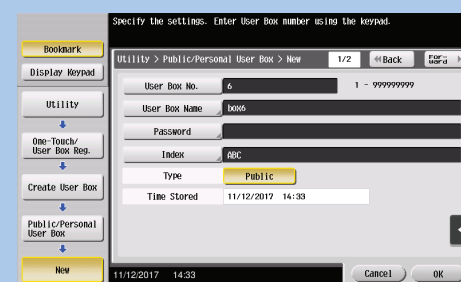 Specify the settings. Enter User Box number using the keypad.
Bookmark
Display Keypad
Utility > Public/Personal User Box > New
1/2
Back
For-
ward
Utility
One-Touch/
User Box Reg.
Create User Box
Public/Personal
User Box
New
User Box No.
6
1 - 999999999
User Box Name
box6
Password
Index
ABC
Type
Public
Time Stored
11/12/2017 14:33
11/12/2017 14:33
Cancel
OK